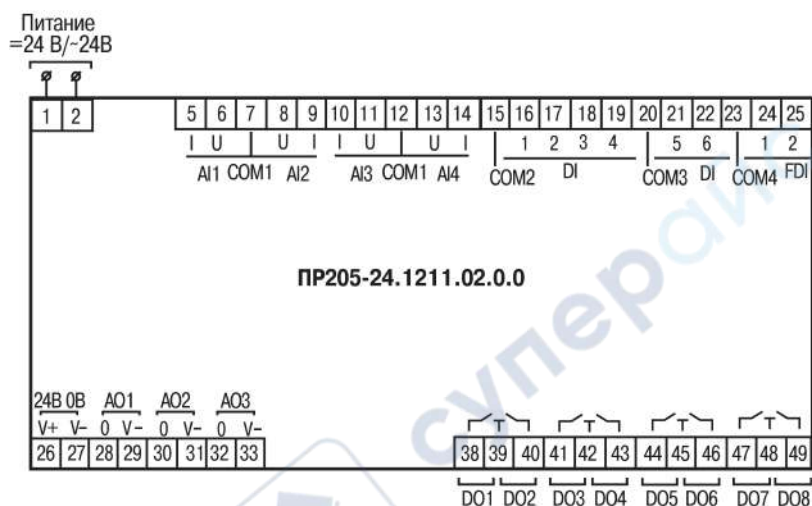 Питание
=24 В/~24В
1 2 5 6 7 8 9 10 11 12 13 14 15 16 17 18 19 20 21 22 23 24 25
I U U I I U U I 1 2 3 4 5 6 1 2
AI1 COM1 AI2 AI3 COM1 AI4 COM2 DI COM3 DI COM4 FDI
ПР205-24.1211.02.0.0
суперайс
24В 0В AO1 AO2 AO3
V+ V- 0 V- 0 V- 0 V-
26 27 28 29 30 31 32 33 38 39 40 41 42 43 44 45 46 47 48 49
DO1 DO2 DO3 DO4 DO5 DO6 DO7 DO8